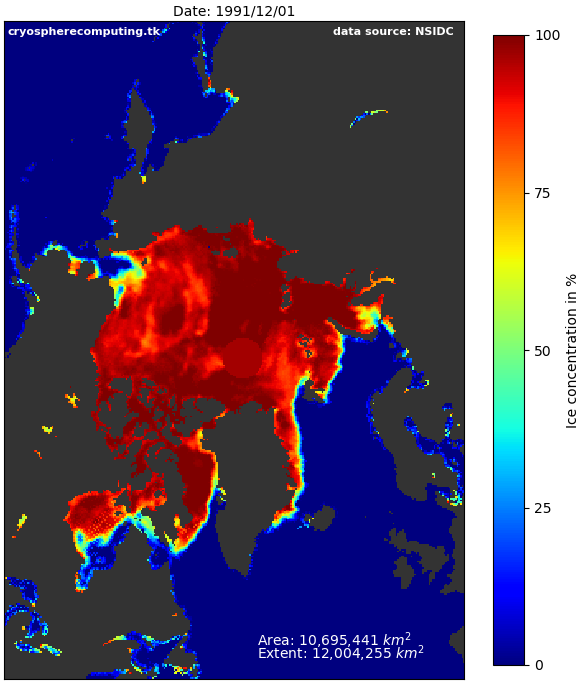 Date: 1991/12/01
cryospherecomputing.tk
data source: NSIDC
100
75
50
25
0
Ice concentration in %
Area: 10,695,441 km²
Extent: 12,004,255 km²